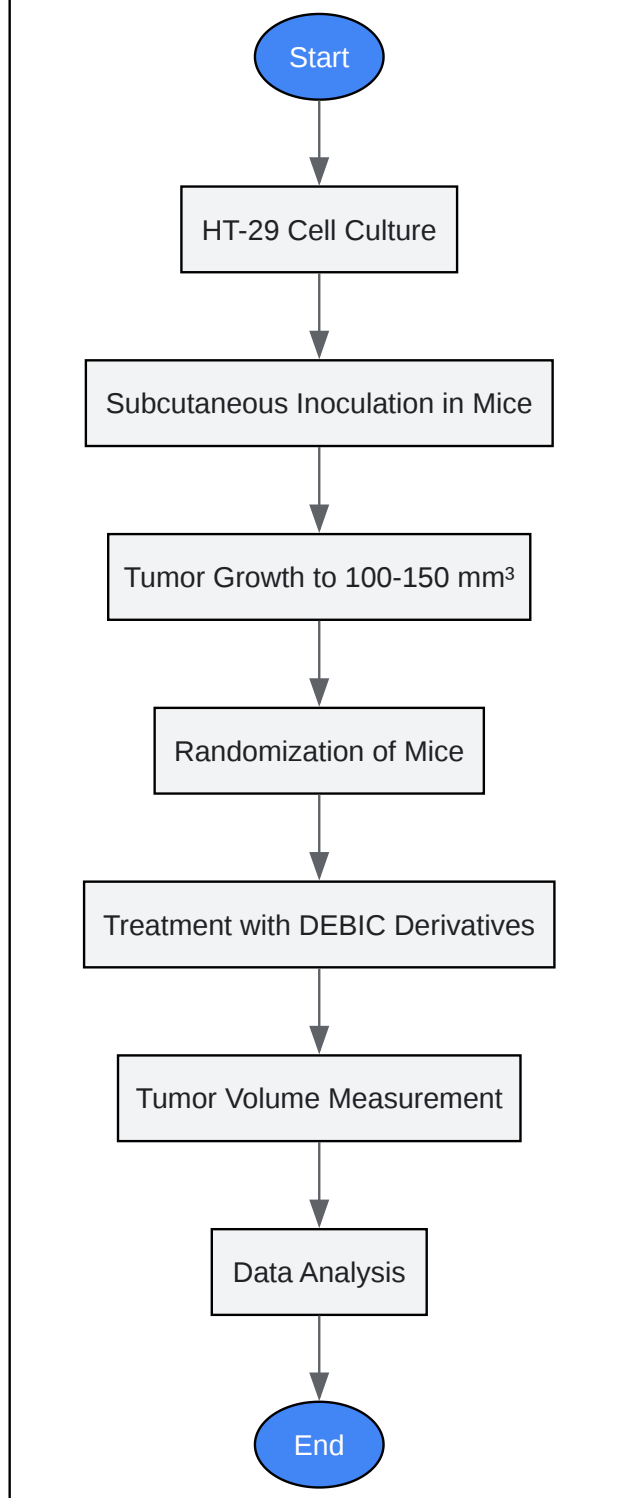 Start
HT-29 Cell Culture
Subcutaneous Inoculation in Mice
Tumor Growth to 100-150 mm³
Randomization of Mice
Treatment with DEBIC Derivatives
Tumor Volume Measurement
Data Analysis
End